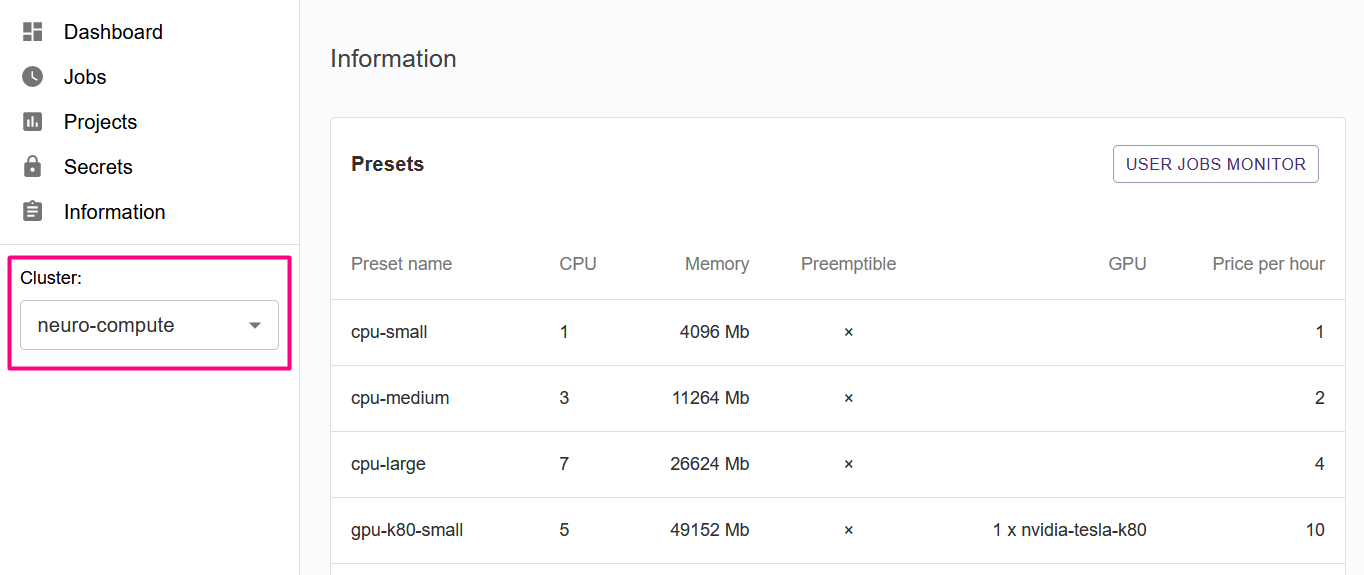 Dashboard
Jobs
Projects
Secrets
Information
Cluster:
neuro-compute
Information
Presets
USER JOBS MONITOR
Preset name CPU Memory Preemptible GPU Price per hour
cpu-small 1 4096 Mb × 1
cpu-medium 3 11264 Mb × 2
cpu-large 7 26624 Mb × 4
gpu-k80-small 5 49152 Mb × 1 x nvidia-tesla-k80 10